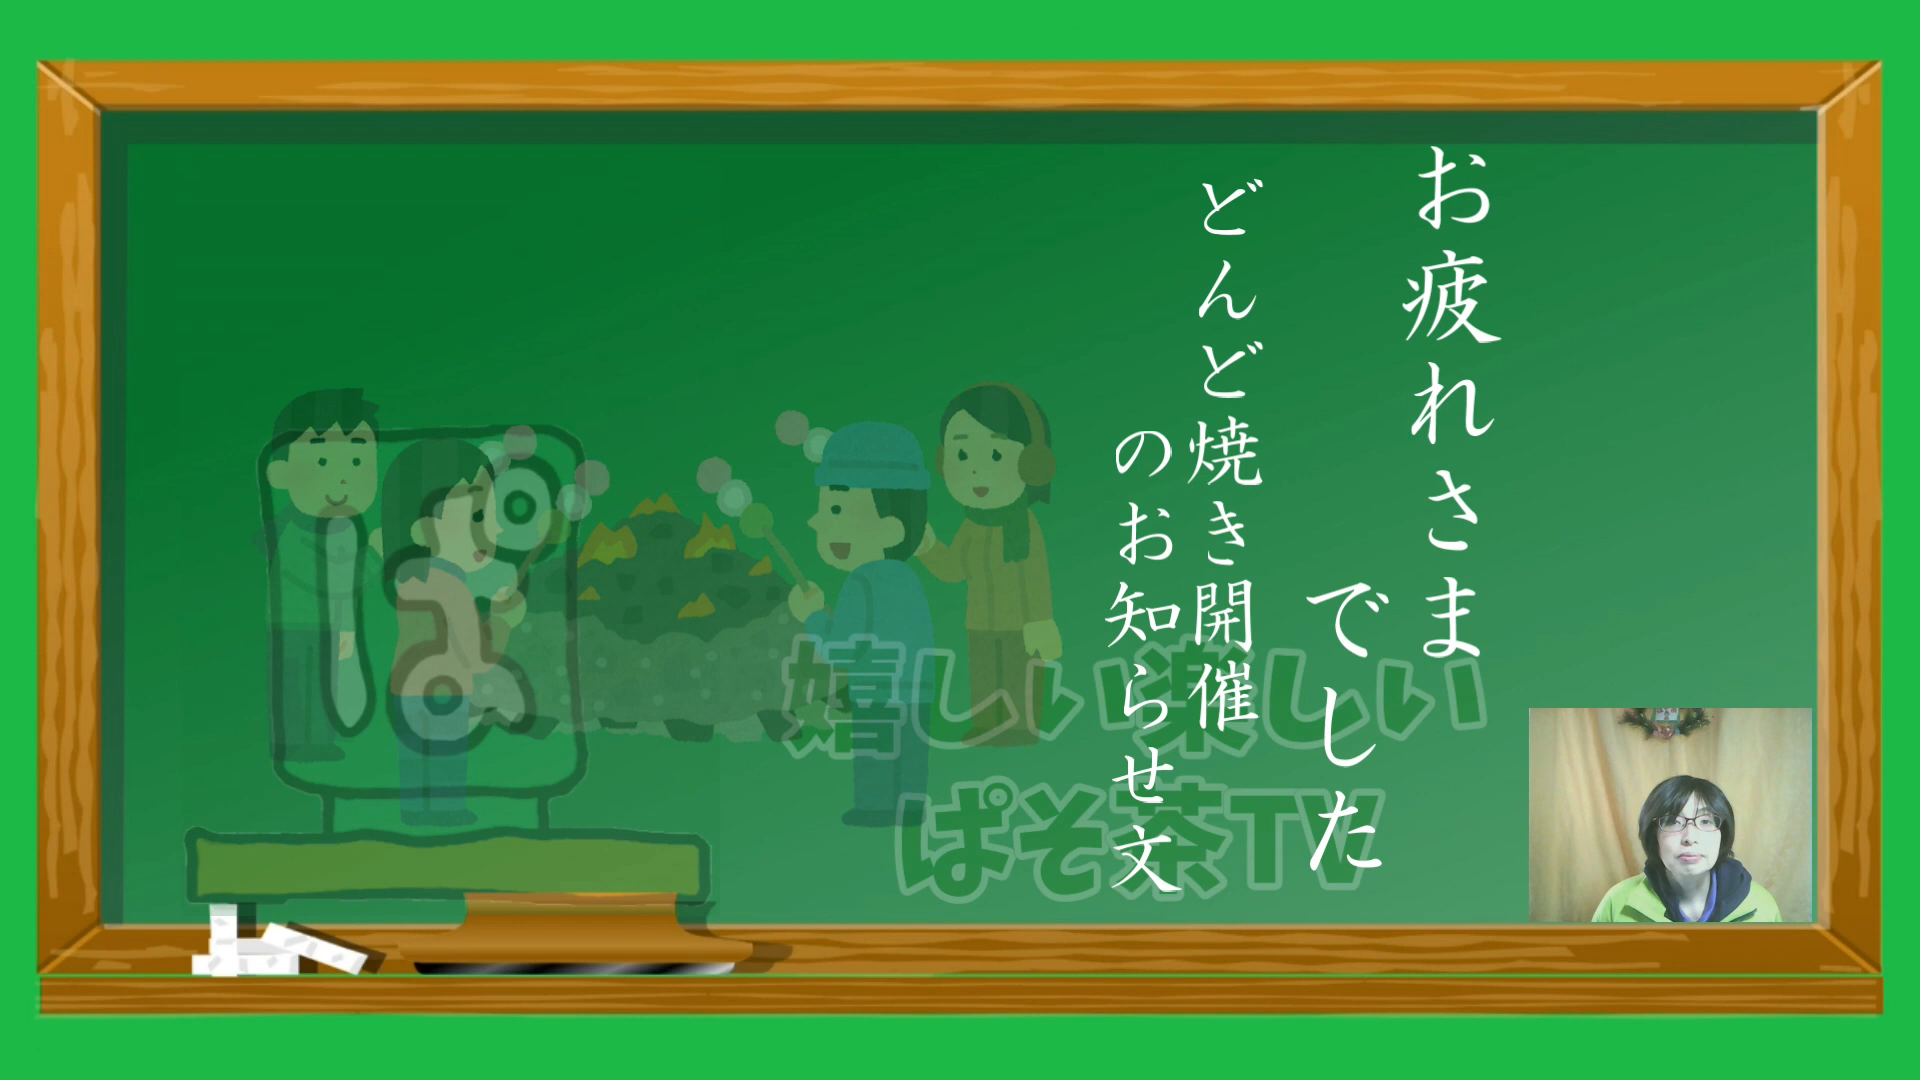 お疲れさま
でした
どんど焼き開催
のお知らせ文
嬉しい楽しい
ぱそ茶TV